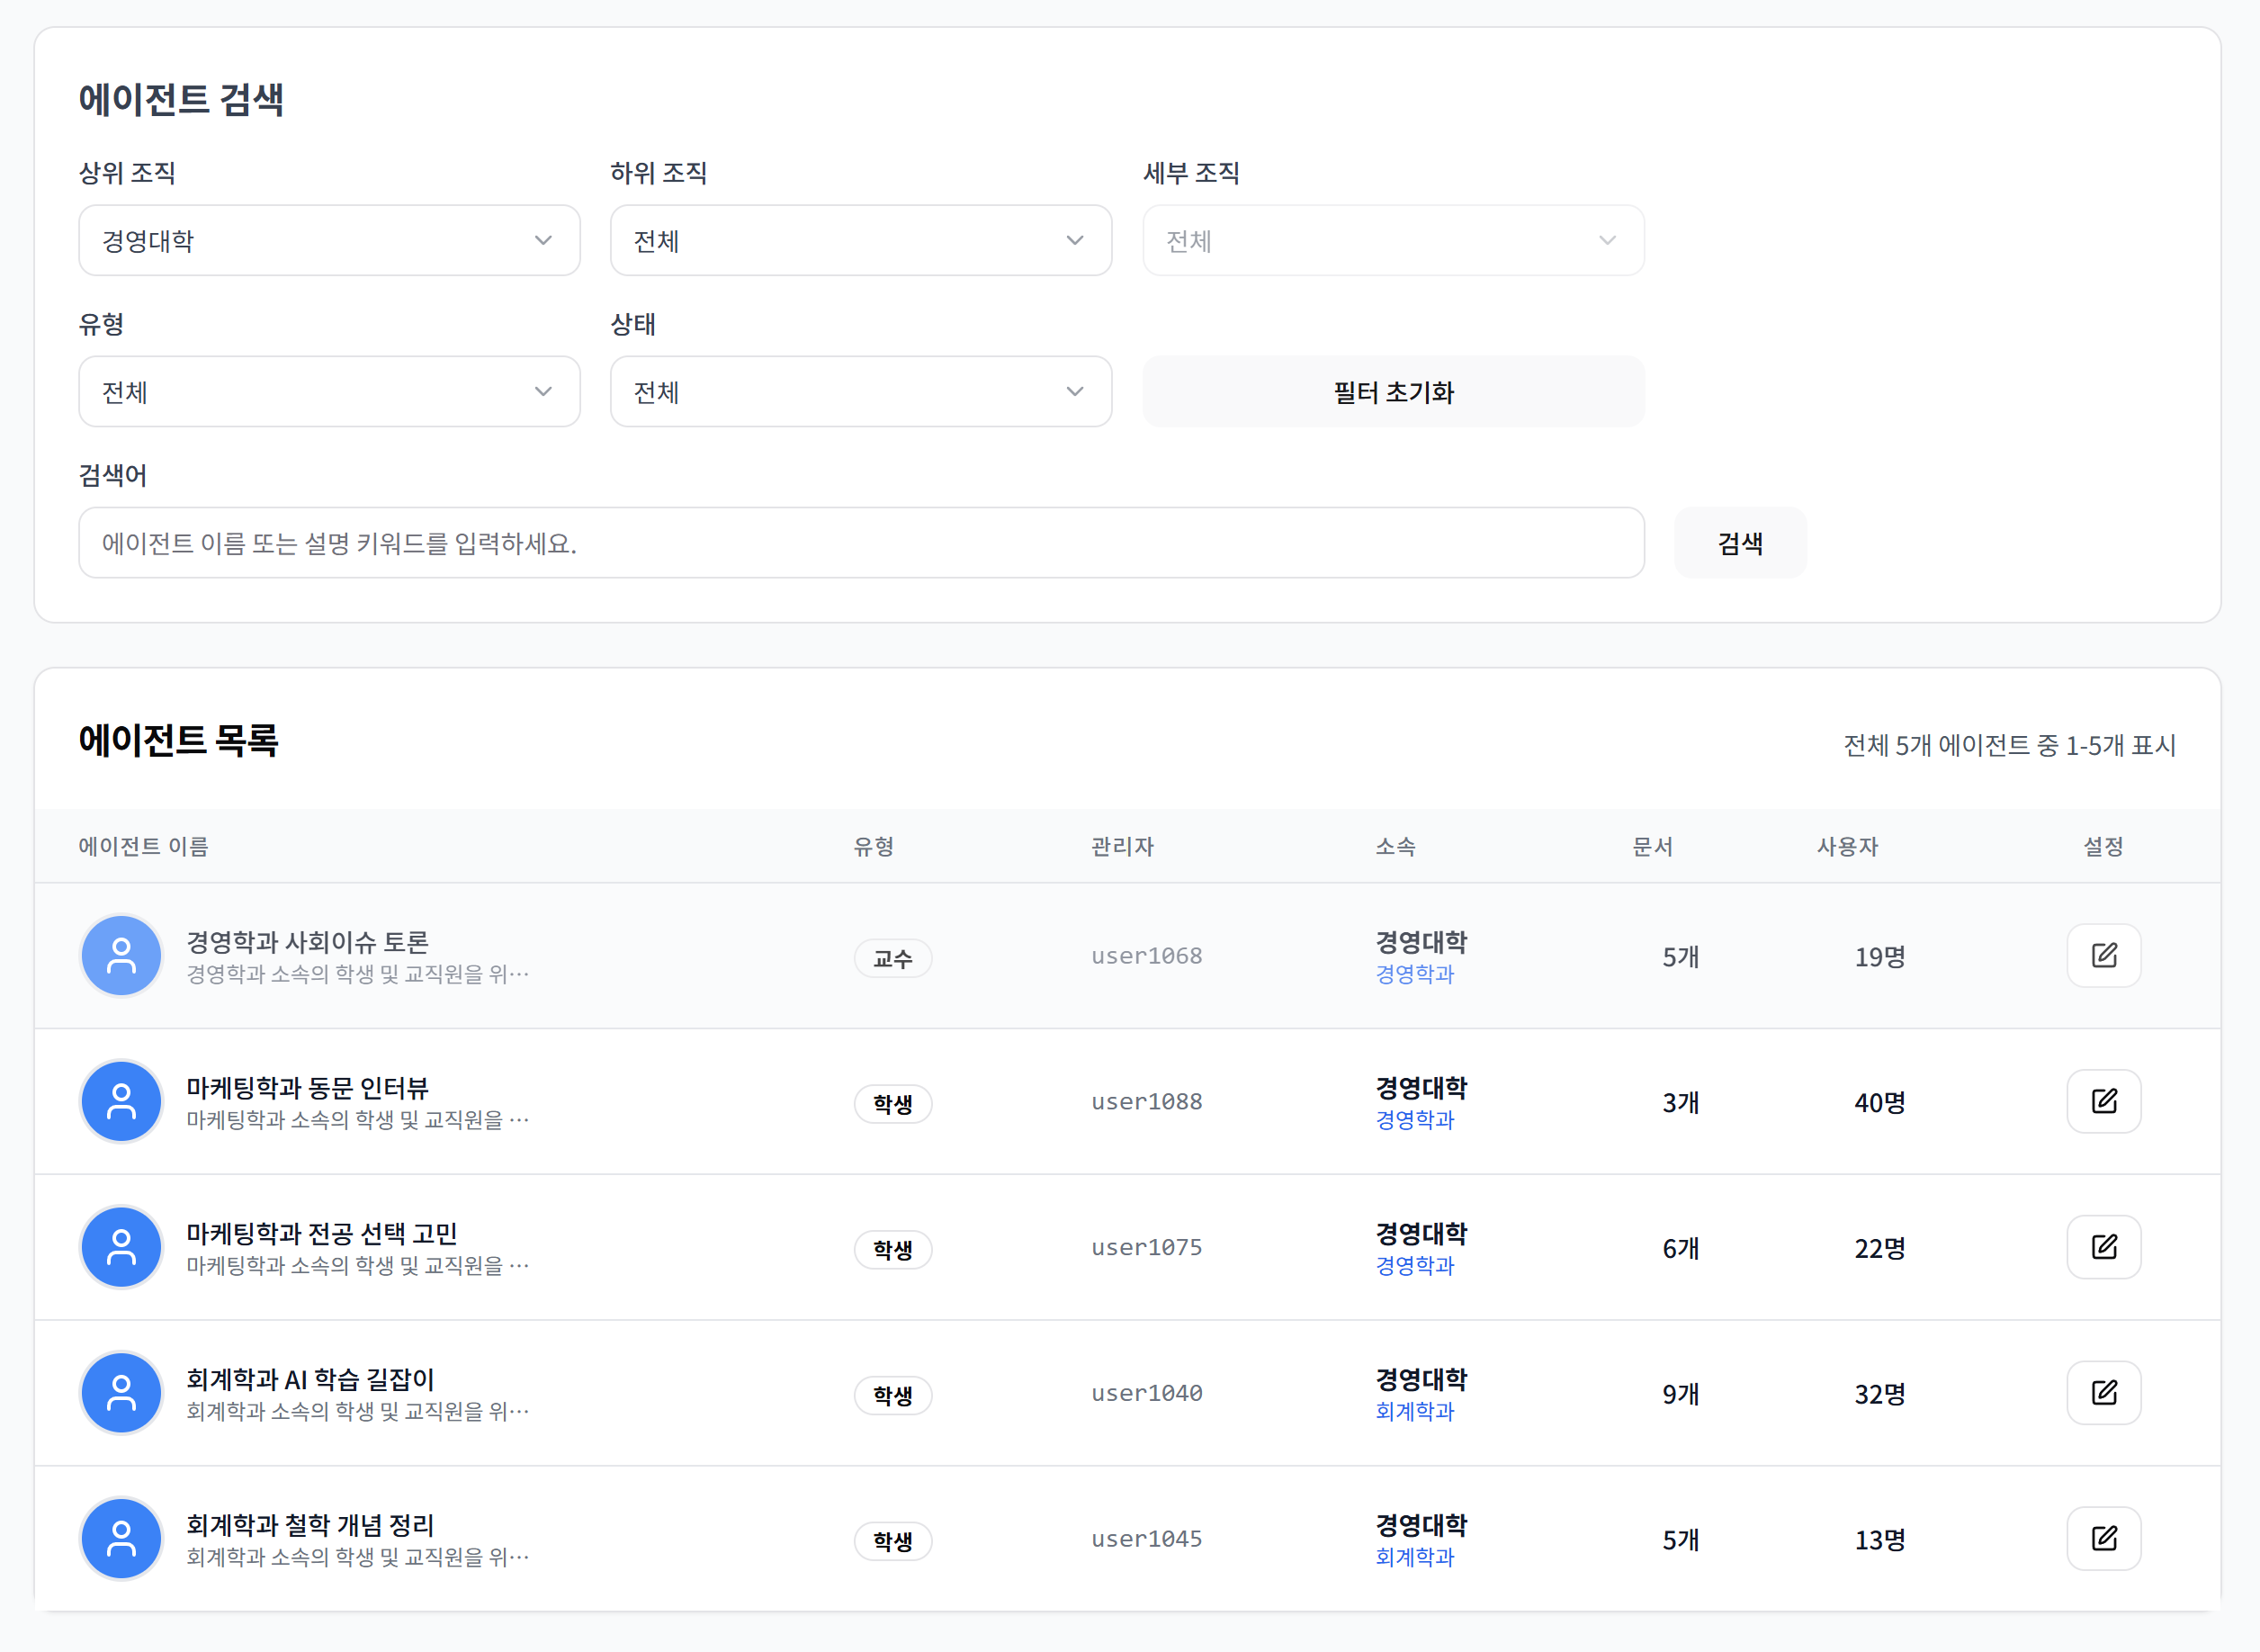 에이전트 검색
상위 조직 하위 조직 세부 조직
경영대학 전체 전체
유형 상태
전체 전체 필터 초기화
검색어
에이전트 이름 또는 설명 키워드를 입력하세요. 검색
에이전트 목록 전체 5개 에이전트 중 1-5개 표시
에이전트 이름 유형 관리자 소속 문서 사용자 설정
경영학과 사회이슈 토론
경영학과 소속의 학생 및 교직원을 위…
교수 user1068
경영대학
경영학과
5개 19명
마케팅학과 동문 인터뷰
마케팅학과 소속의 학생 및 교직원을 …
학생 user1088
경영대학
경영학과
3개 40명
마케팅학과 전공 선택 고민
마케팅학과 소속의 학생 및 교직원을 …
학생 user1075
경영대학
경영학과
6개 22명
회계학과 AI 학습 길잡이
회계학과 소속의 학생 및 교직원을 위…
학생 user1040
경영대학
회계학과
9개 32명
회계학과 철학 개념 정리
회계학과 소속의 학생 및 교직원을 위…
학생 user1045
경영대학
회계학과
5개 13명